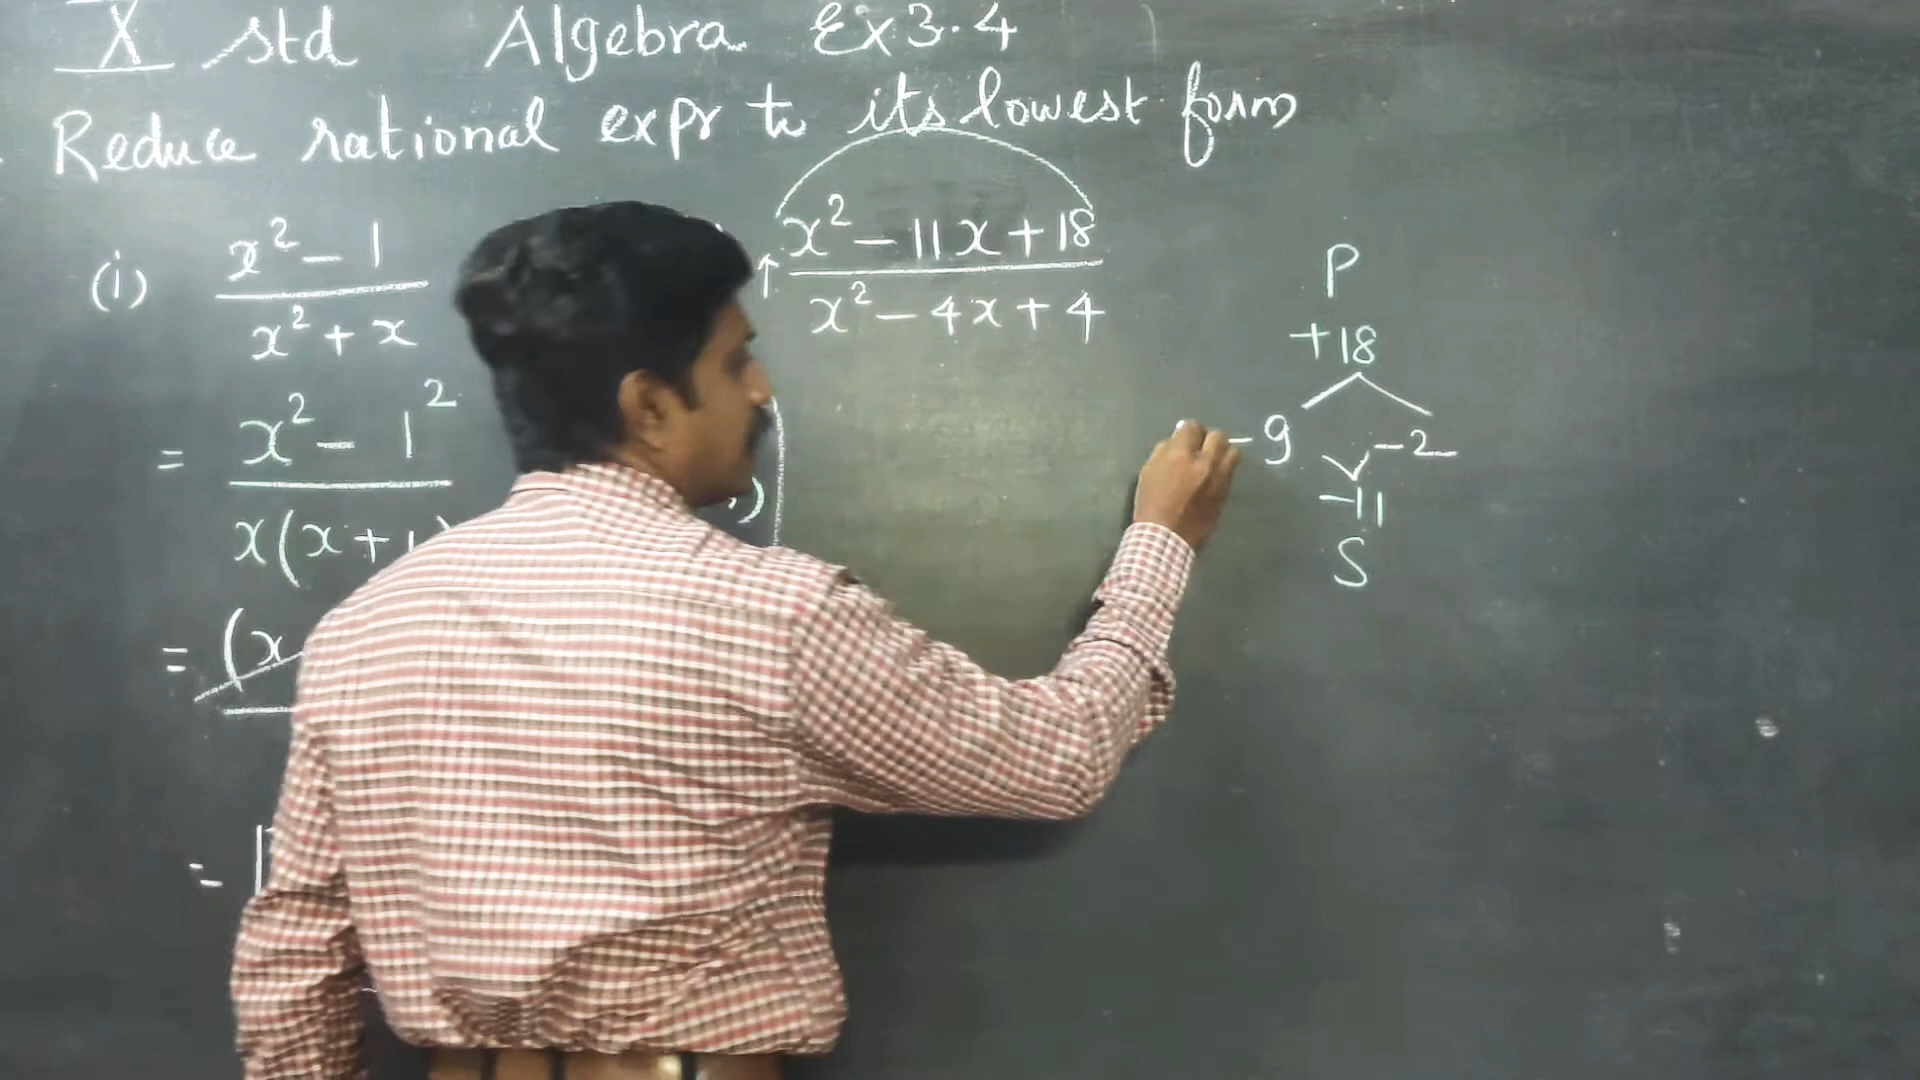 X std Algebra Ex 3.4
Reduce rational expr to its lowest form
(i) x² - 1
x² + x
= x² - 1²
x(x+1
= (x
=
x² - 11x + 18
x² - 4x + 4
P
+18
-9 -2
-11
S